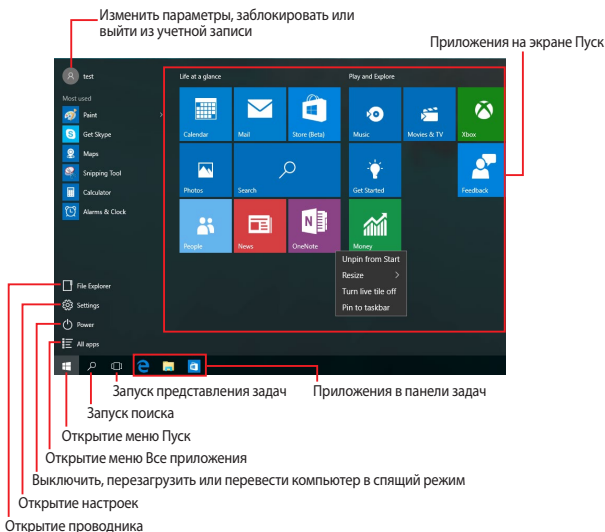 Изменить параметры, заблокировать или
выйти из учетной записи
Приложения на экране Пуск
test
Life at a glance
Play and Explore
Most used
Paint
Get Skype
Maps
Snipping Tool
Calculator
Alarms & Clock
Calendar
Mail
Store (Beta)
Music
Movies & TV
Xbox
Photos
Search
Get Started
Feedback
People
News
OneNote
Money
Unpin from Start
Resize
Turn live tile off
Pin to taskbar
File Explorer
Settings
Power
All apps
Запуск представления задач
Приложения в панели задач
Запуск поиска
Открытие меню Пуск
Открытие меню Все приложения
Выключить, перезагрузить или перевести компьютер в спящий режим
Открытие настроек
Открытие проводника